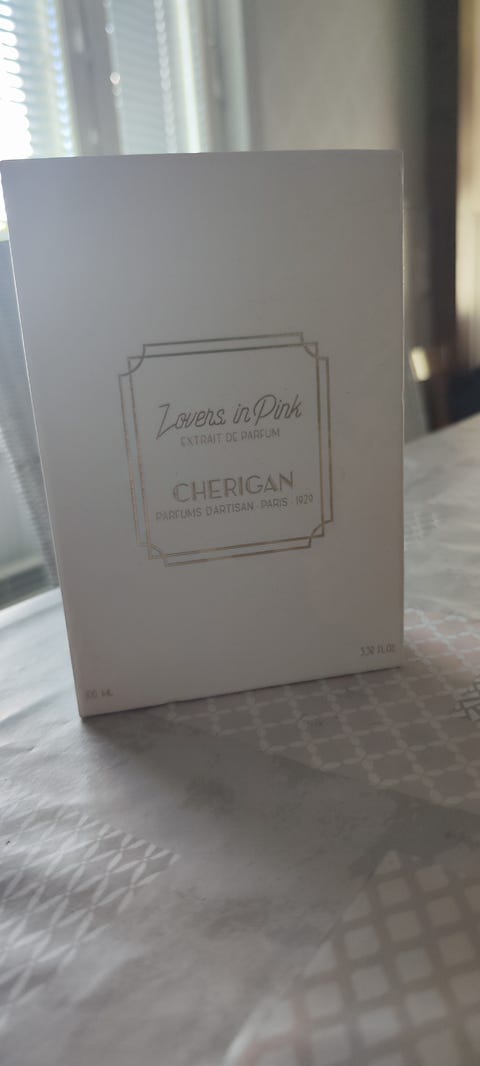 Lovers in Pink
EXTRAIT DE PARFUM
CHERIGAN
PARFUMS D'ARTISAN - PARIS - 1929
100 ML
3.38 FL.OZ